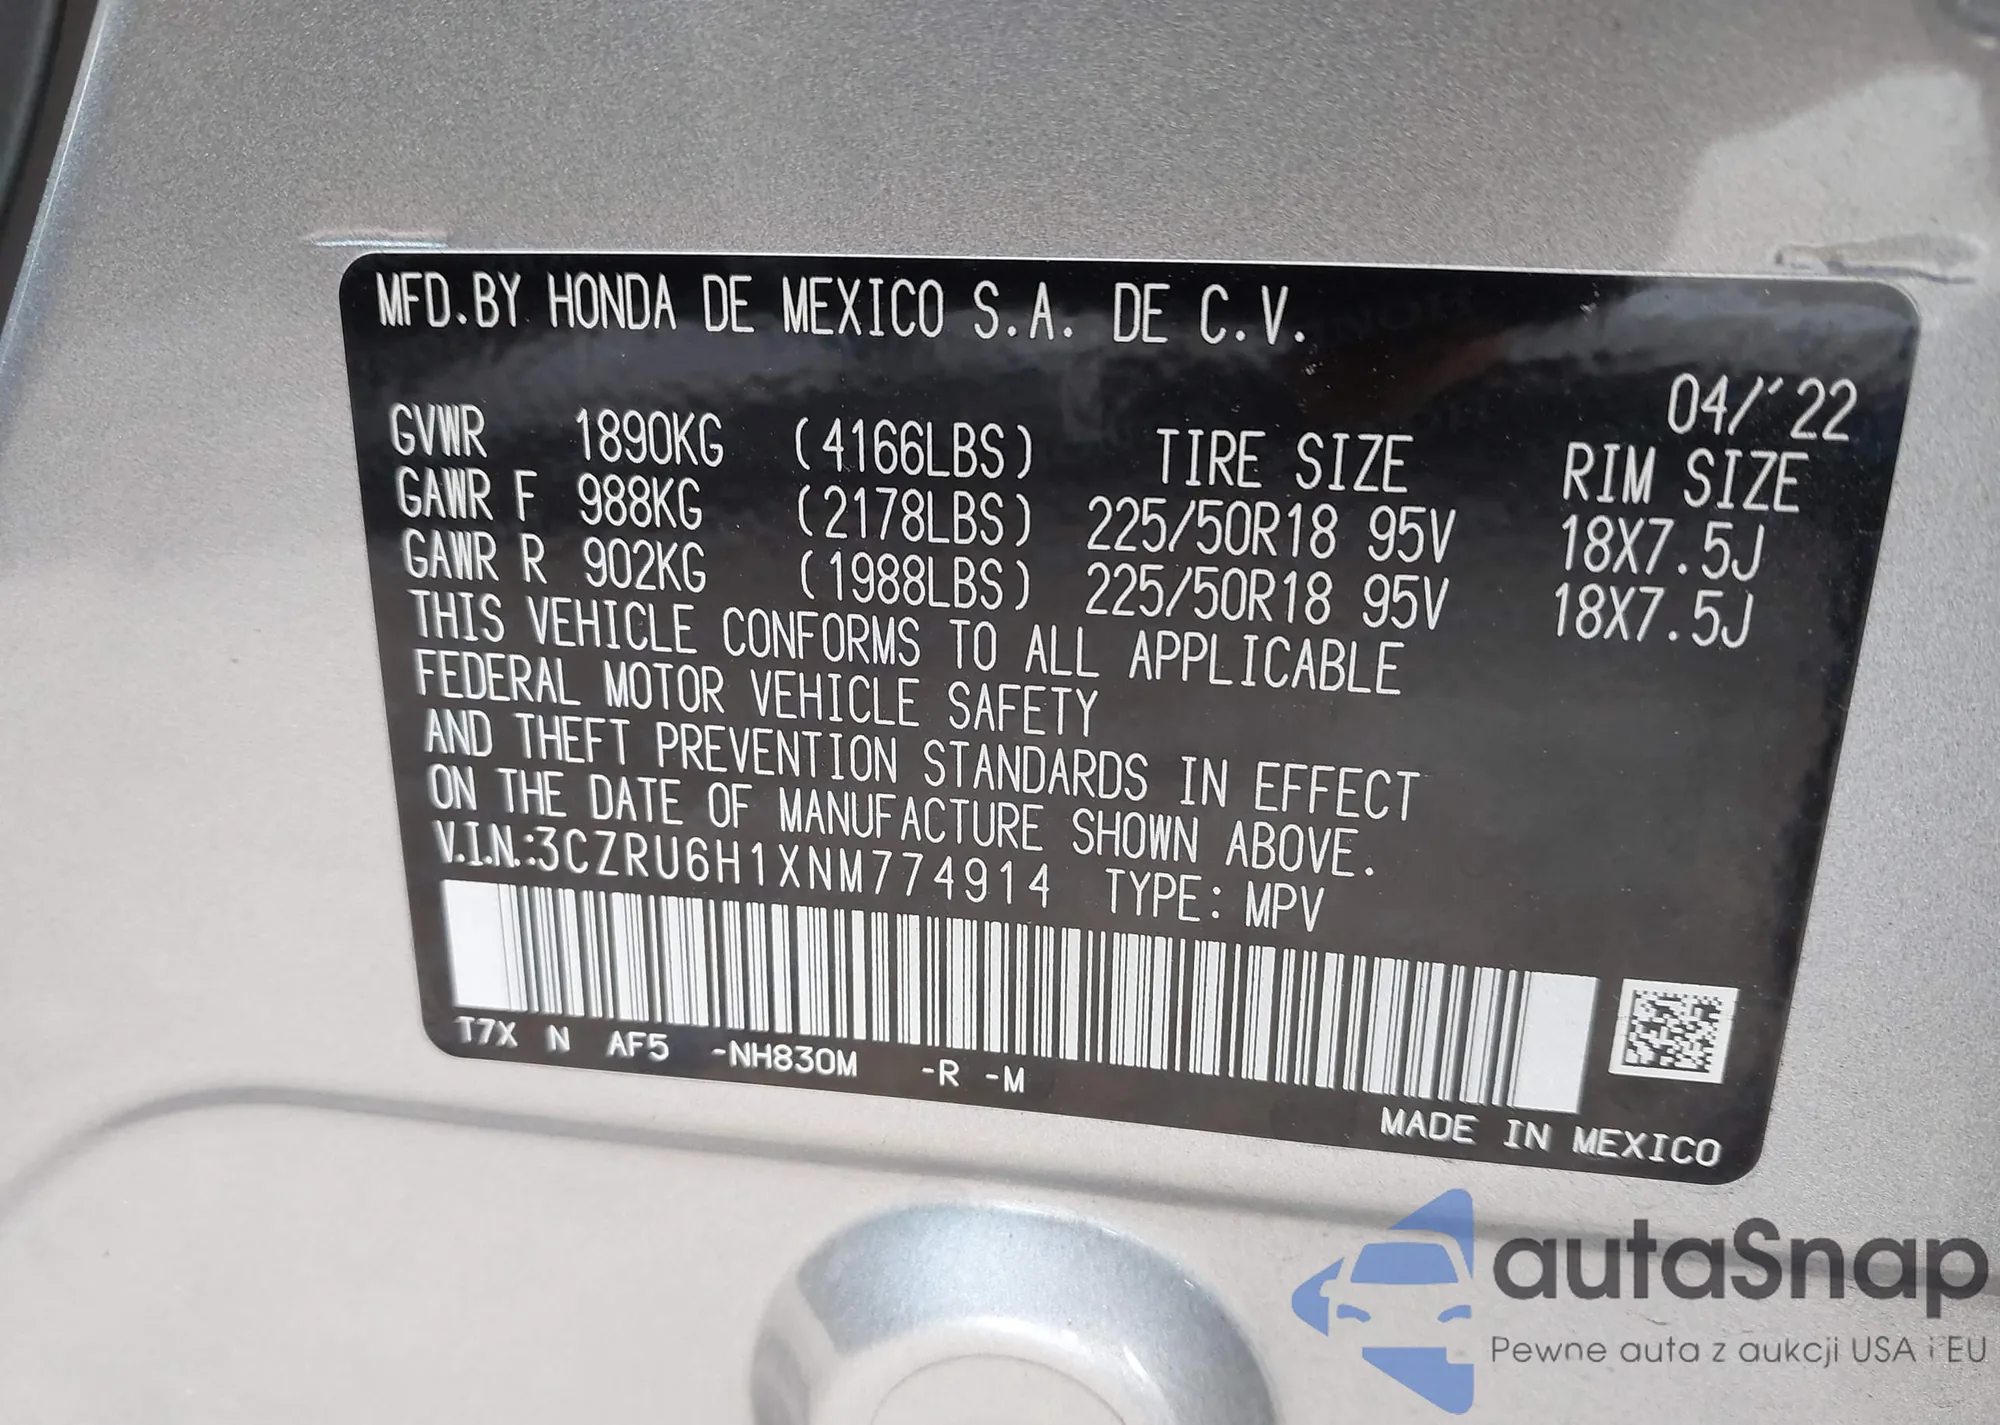 MFD.BY HONDA DE MEXICO S.A. DE C.V.
04/'22
GVWR 1890KG (4166LBS) TIRE SIZE RIM SIZE
GAWR F 988KG (2178LBS) 225/50R18 95V 18X7.5J
GAWR R 902KG (1988LBS) 225/50R18 95V 18X7.5J
THIS VEHICLE CONFORMS TO ALL APPLICABLE
FEDERAL MOTOR VEHICLE SAFETY
AND THEFT PREVENTION STANDARDS IN EFFECT
ON THE DATE OF MANUFACTURE SHOWN ABOVE.
V.I.N.:3CZRU6H1XNM774914 TYPE: MPV
T7X N AF5 -NH830M -R -M
MADE IN MEXICO
autaSnap
Pewne auta z aukcji USA i EU